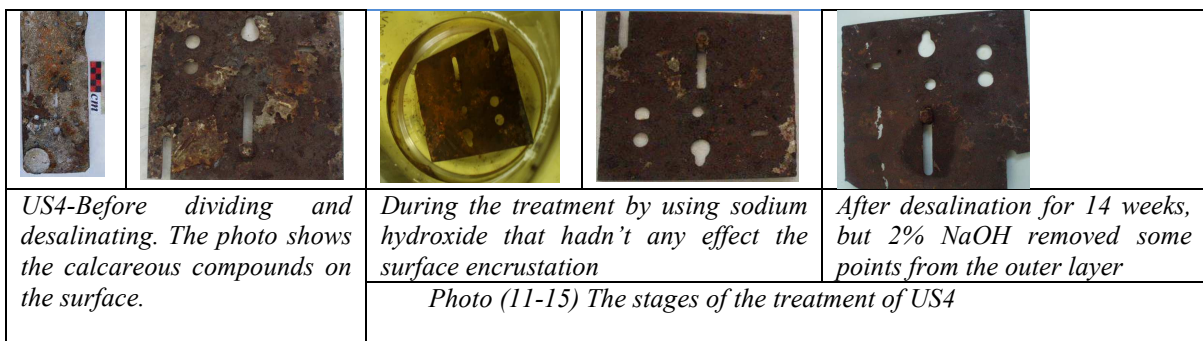 cm
US4-Before dividing and
desalinating. The photo shows
the calcareous compounds on
the surface.
During the treatment by using sodium
hydroxide that hadn't any effect the
surface encrustation
After desalination for 14 weeks,
but 2% NaOH removed some
points from the outer layer
Photo (11-15) The stages of the treatment of US4